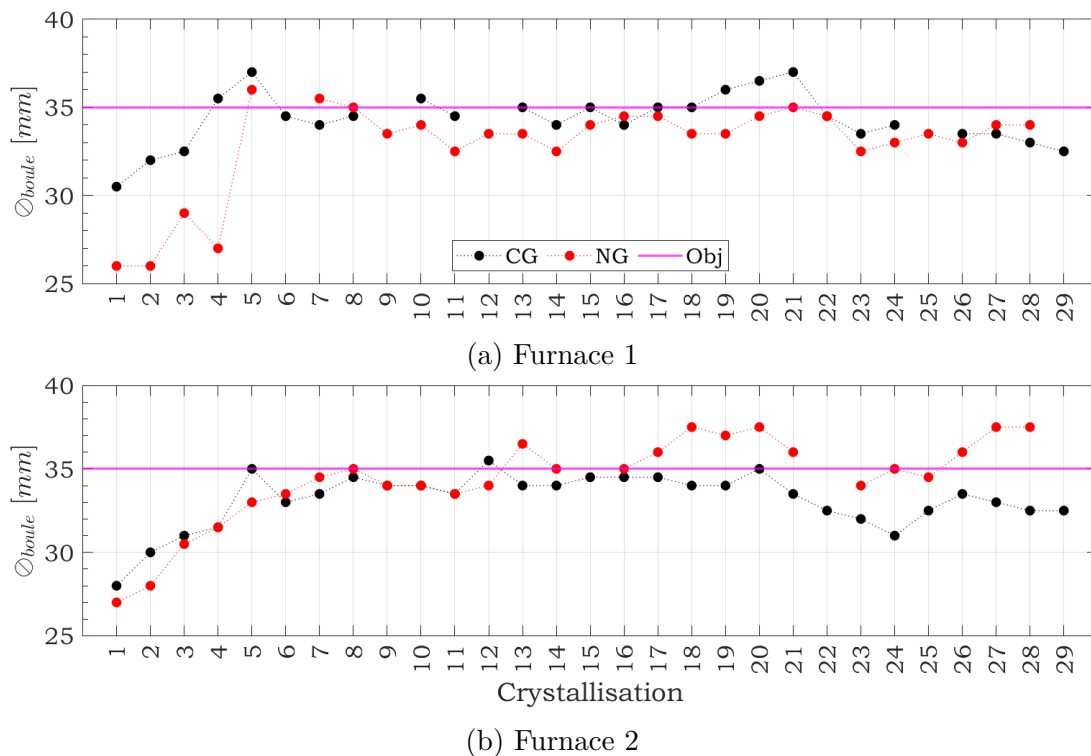 40
35
30
25
∅boule [mm]
CG NG Obj
1 2 3 4 5 6 7 8 9 10 11 12 13 14 15 16 17 18 19 20 21 22 23 24 25 26 27 28 29
(a) Furnace 1
40
35
30
25
∅boule [mm]
1 2 3 4 5 6 7 8 9 10 11 12 13 14 15 16 17 18 19 20 21 22 23 24 25 26 27 28 29
Crystallisation
(b) Furnace 2